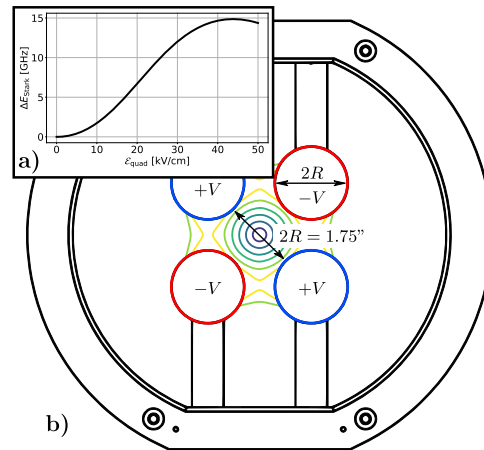 ΔE_Stark [GHz]
15
10
5
0
0 10 20 30 40 50
ℰ_quad [kV/cm]
a)
+V
2R
−V
2R = 1.75"
−V
+V
b)